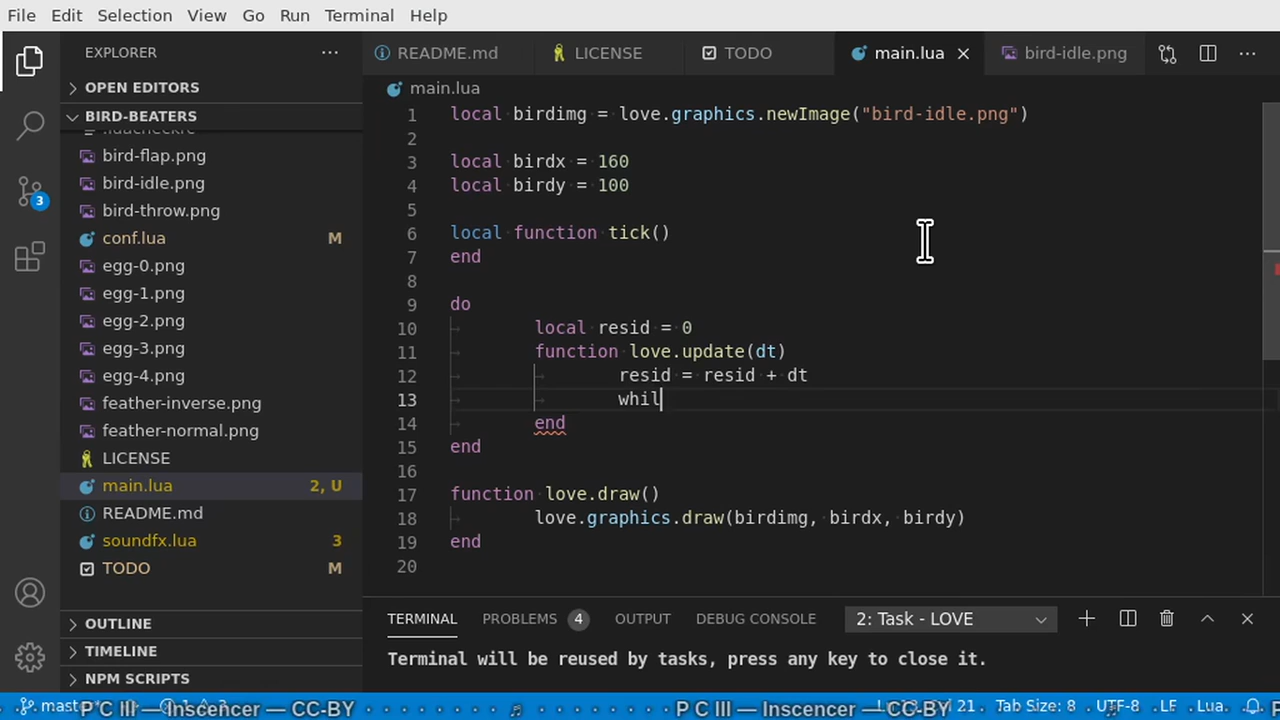 File Edit Selection View Go Run Terminal Help
EXPLORER ...
OPEN EDITORS
BIRD-BEATERS
.luacheckrc
bird-flap.png
bird-idle.png
bird-throw.png
conf.lua M
egg-0.png
egg-1.png
egg-2.png
egg-3.png
egg-4.png
feather-inverse.png
feather-normal.png
LICENSE
main.lua 2, U
README.md
soundfx.lua 3
TODO M
OUTLINE
TIMELINE
NPM SCRIPTS
3
README.md LICENSE TODO main.lua bird-idle.png
main.lua
1 local birdimg = love.graphics.newImage("bird-idle.png")
2
3 local birdx = 160
4 local birdy = 100
5
6 local function tick()
7 end
8
9 do
10 local resid = 0
11 function love.update(dt)
12 resid = resid + dt
13 whil
14 end
15 end
16
17 function love.draw()
18 love.graphics.draw(birdimg, birdx, birdy)
19 end
20
TERMINAL PROBLEMS 4 OUTPUT DEBUG CONSOLE 2: Task - LOVE
Terminal will be reused by tasks, press any key to close it.
Tab Size: 8 UTF-8 LF Lua
P C III — Inscencer — CC-BY P C III — Inscencer — CC-BY P